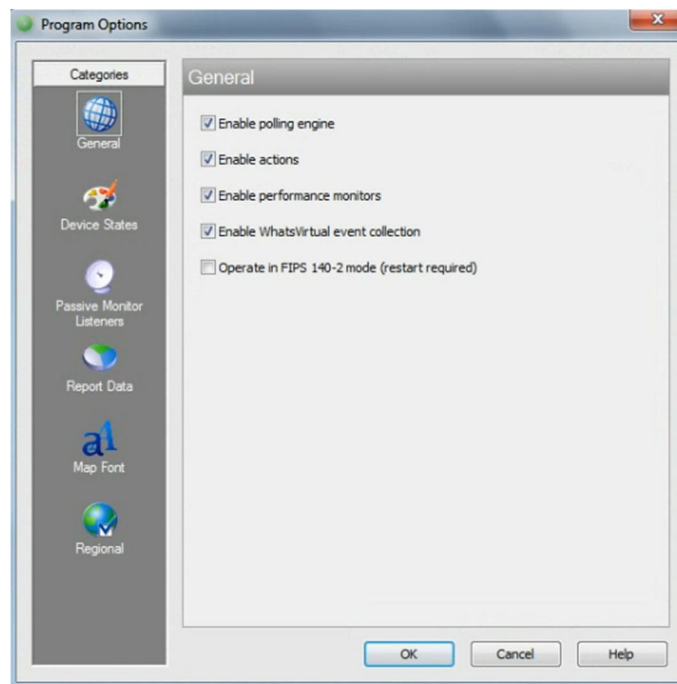 Program Options
Categories
General
Device States
Passive Monitor
Listeners
Report Data
Map Font
Regional
General
Enable polling engine
Enable actions
Enable performance monitors
Enable WhatsVirtual event collection
Operate in FIPS 140-2 mode (restart required)
OK
Cancel
Help